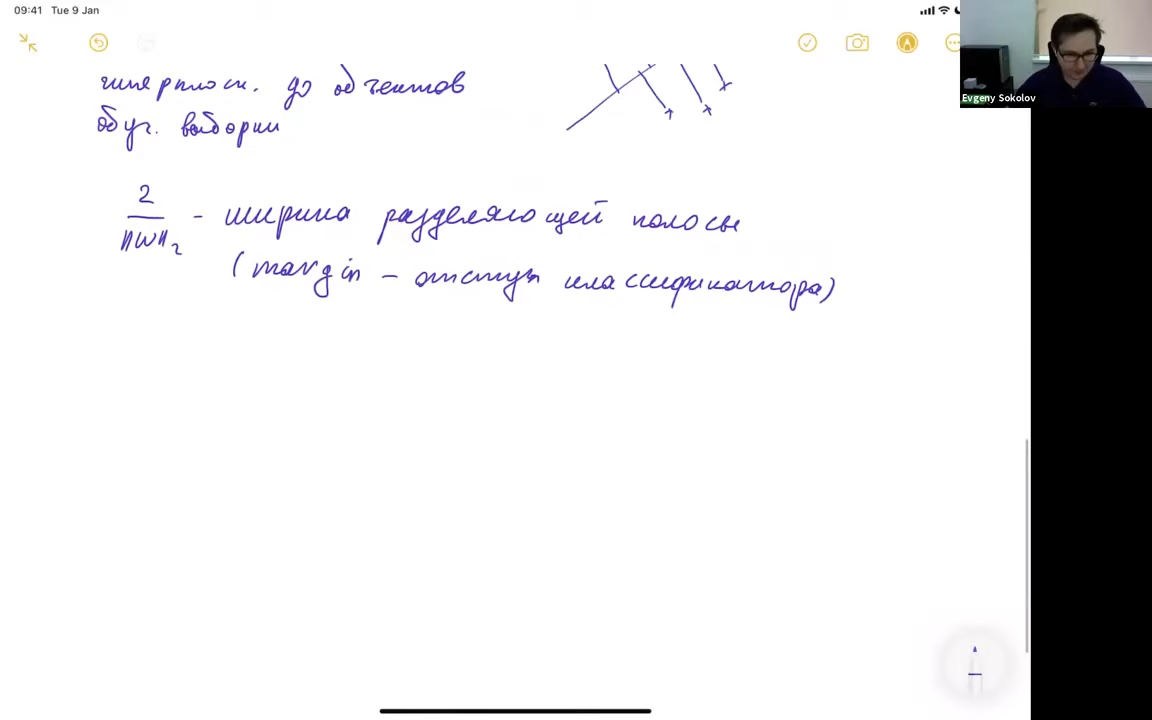 09:41 Tue 9 Jan
Evgeny Sokolov
гиперплоск. до объектов
обуч. выборки
2/||w||₂ - ширина разделяющей полосы
(margin - отступ классификатора)